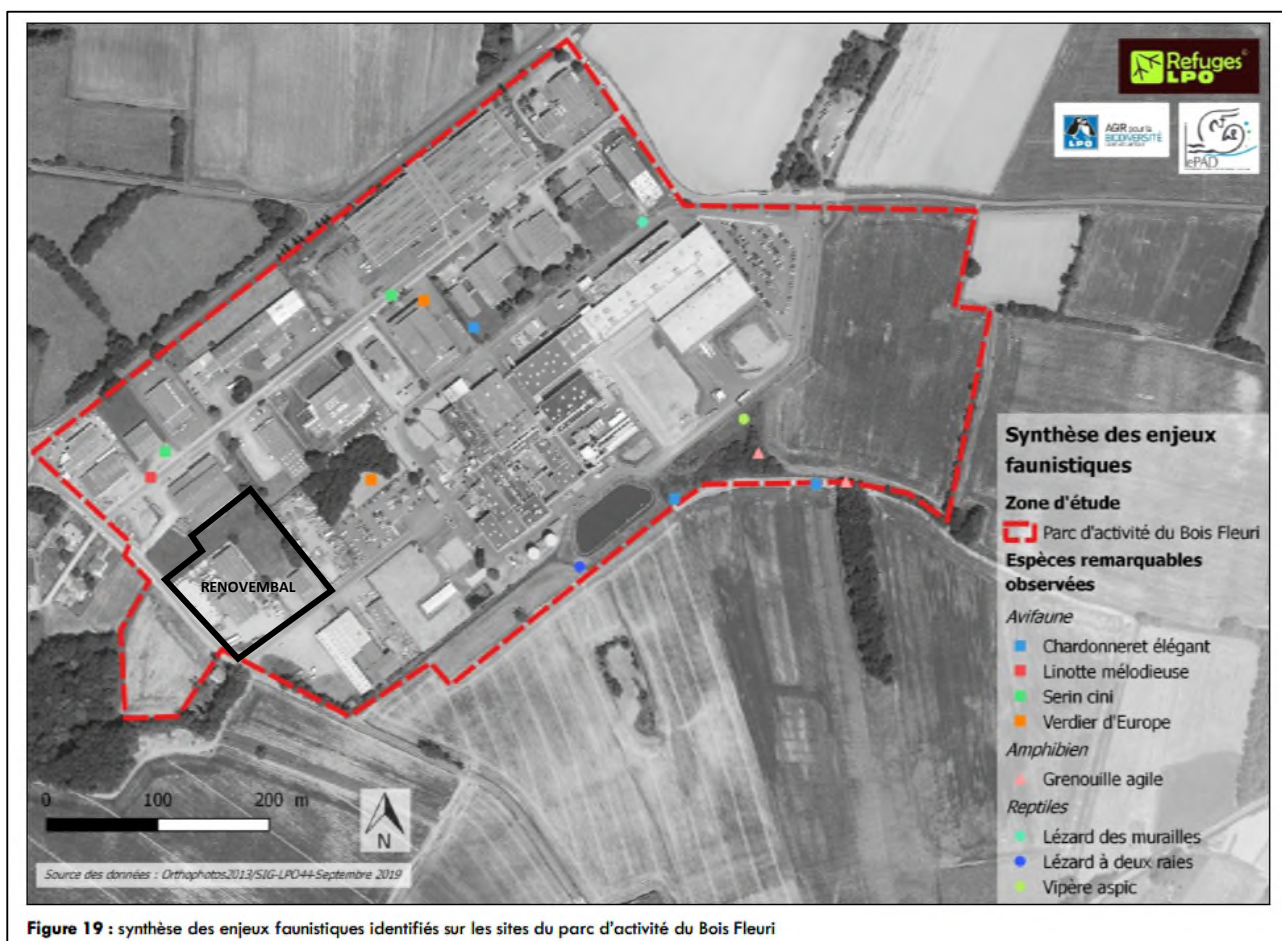 Refuges
LPO
LPO
AGIR pour la
BIODIVERSITÉ
ePAD
RENOVEMBAL
Synthèse des enjeux
faunistiques
Zone d'étude
Parc d'activité du Bois Fleuri
Espèces remarquables
observées
Avifaune
Chardonneret élégant
Linotte mélodieuse
Serin cini
Verdier d'Europe
Amphibien
Grenouille agile
Reptiles
Lézard des murailles
Lézard à deux raies
Vipère aspic
0 100 200 m
N
Source des données : Orthophotos2013/SIG-LPO44-Septembre 2019
Figure 19 : synthèse des enjeux faunistiques identifiés sur les sites du parc d'activité du Bois Fleuri